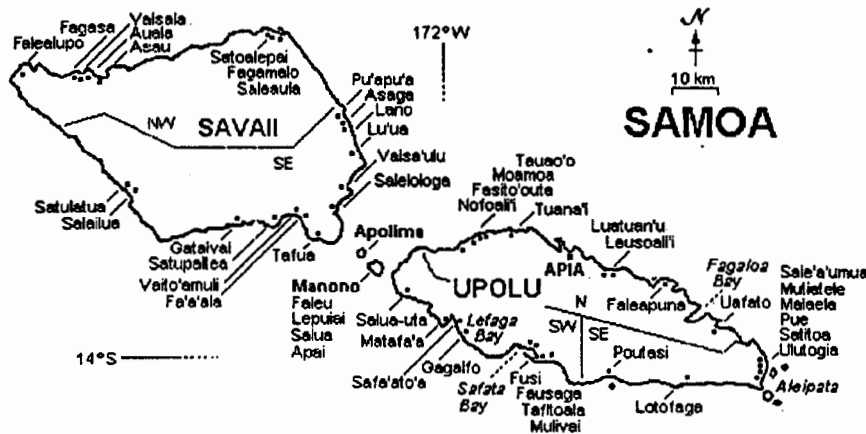 Vaisala
Fagasa
Auala
Asau
Falealupo
Satoalepai
Fagamalo
Saleaula
172°W
N
10 km
SAMOA
Pu'apu'a
Asaga
Lano
Lu'ua
Vaisa'ulu
Salelologa
NW
SAVAII
SE
Satulatua
Salailua
Gataivai
Satupaitea
Vaito'amuli
Fa'a'ala
Tafua
Apolima
Manono
Faleu
Lepuiai
Salua
Apai
Tauao'o
Moamoa
Fasito'outa
Nofoali'i
Tuana'i
Luatuan'u
Leusoali'i
APIA
UPOLU
Faleapuna
Fagaloa
Bay
Uafato
Sale'a'umua
Mutiatele
Malaela
Pue
Satitoa
Ulutogia
Aleipata
N
SW
SE
Salua-uta
Matafa'a
Lefaga
Bay
Safa'ato'a
Gagaifo
Safata
Bay
Fusi
Fausaga
Tafitoala
Mulivai
Poutasi
Lotofaga
14°S